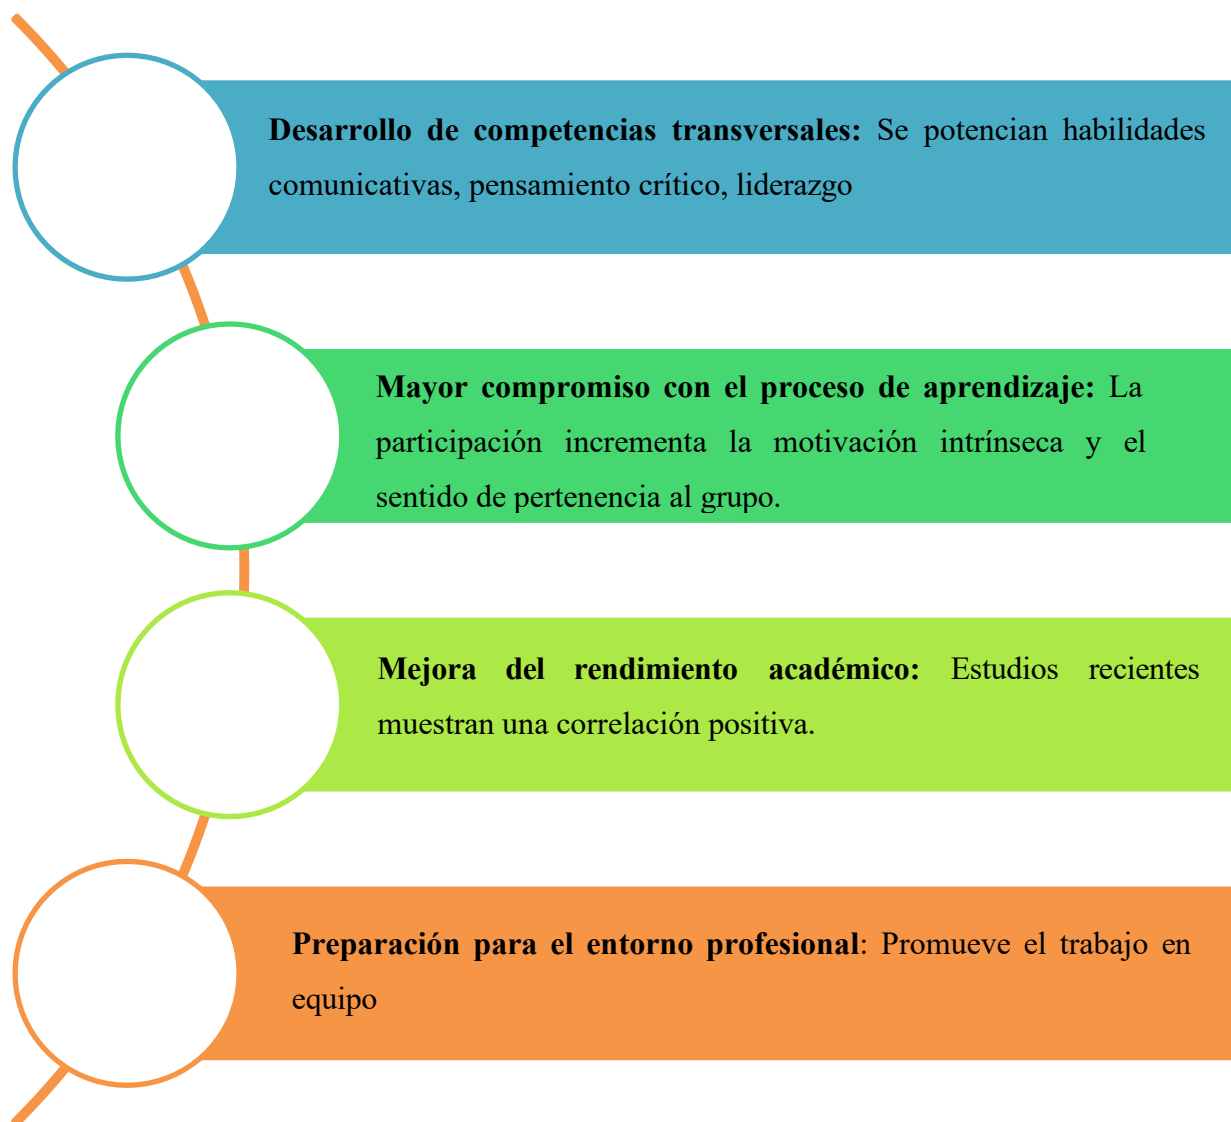 Desarrollo de competencias transversales: Se potencian habilidades
comunicativas, pensamiento crítico, liderazgo
Mayor compromiso con el proceso de aprendizaje: La
participación incrementa la motivación intrínseca y el
sentido de pertenencia al grupo.
Mejora del rendimiento académico: Estudios recientes
muestran una correlación positiva.
Preparación para el entorno profesional: Promueve el trabajo en
equipo